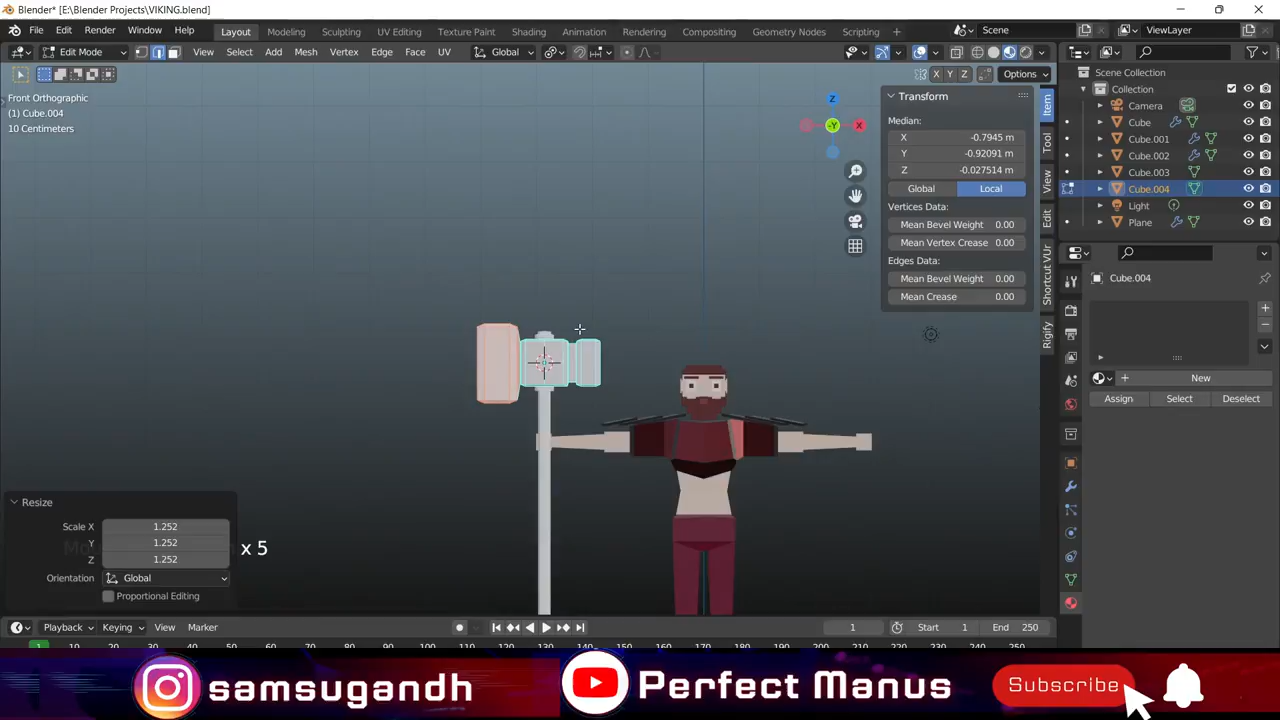 Blender* [E:\Blender Projects\VIKING.blend]
File Edit Render Window Help Layout Modeling Sculpting UV Editing Texture Paint Shading Animation Rendering Compositing Geometry Nodes Scripting + Scene ViewLayer
Edit Mode View Select Add Mesh Vertex Edge Face UV Global
X Y Z Options
Front Orthographic
(1) Cube.004
10 Centimeters
Transform
Median:
X -0.7945 m
Y -0.92091 m
Z -0.027514 m
Global Local
Vertices Data:
Mean Bevel Weight 0.00
Mean Vertex Crease 0.00
Edges Data:
Mean Bevel Weight 0.00
Mean Crease 0.00
Item
Tool
View
Edit
Shortcut VUr
Rigify
Z
-Y
X
Scene Collection
Collection
Camera
Cube
Cube.001
Cube.002
Cube.003
Cube.004
Light
Plane
Cube.004
New
Assign Select Deselect
Resize
Scale X 1.252
Y 1.252
Z 1.252
x 5
Orientation Global
Proportional Editing
Playback Keying View Marker 1 Start 1 End 250
samsugandh Perfect Manus Subscribe